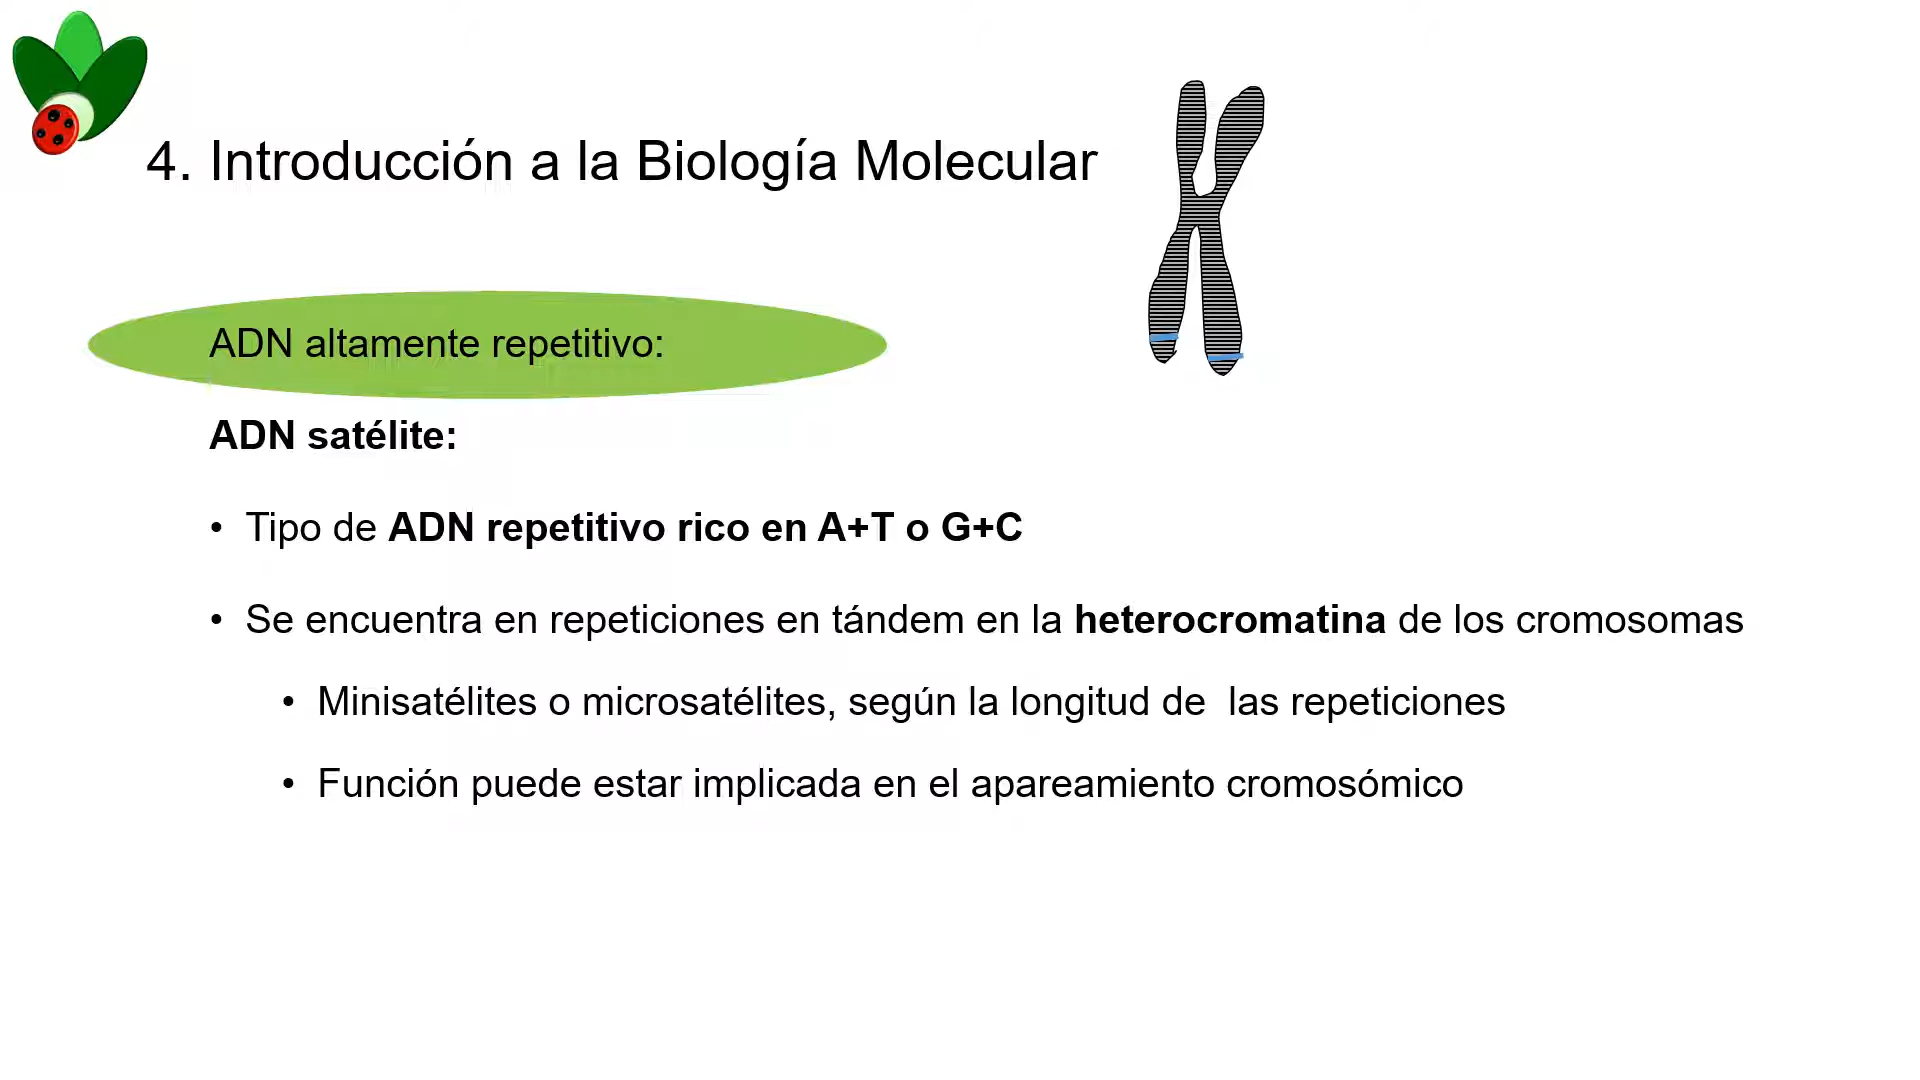 4. Introducción a la Biología Molecular
ADN altamente repetitivo:
ADN satélite:
• Tipo de ADN repetitivo rico en A+T o G+C
• Se encuentra en repeticiones en tándem en la heterocromatina de los cromosomas
• Minisatélites o microsatélites, según la longitud de  las repeticiones
• Función puede estar implicada en el apareamiento cromosómico